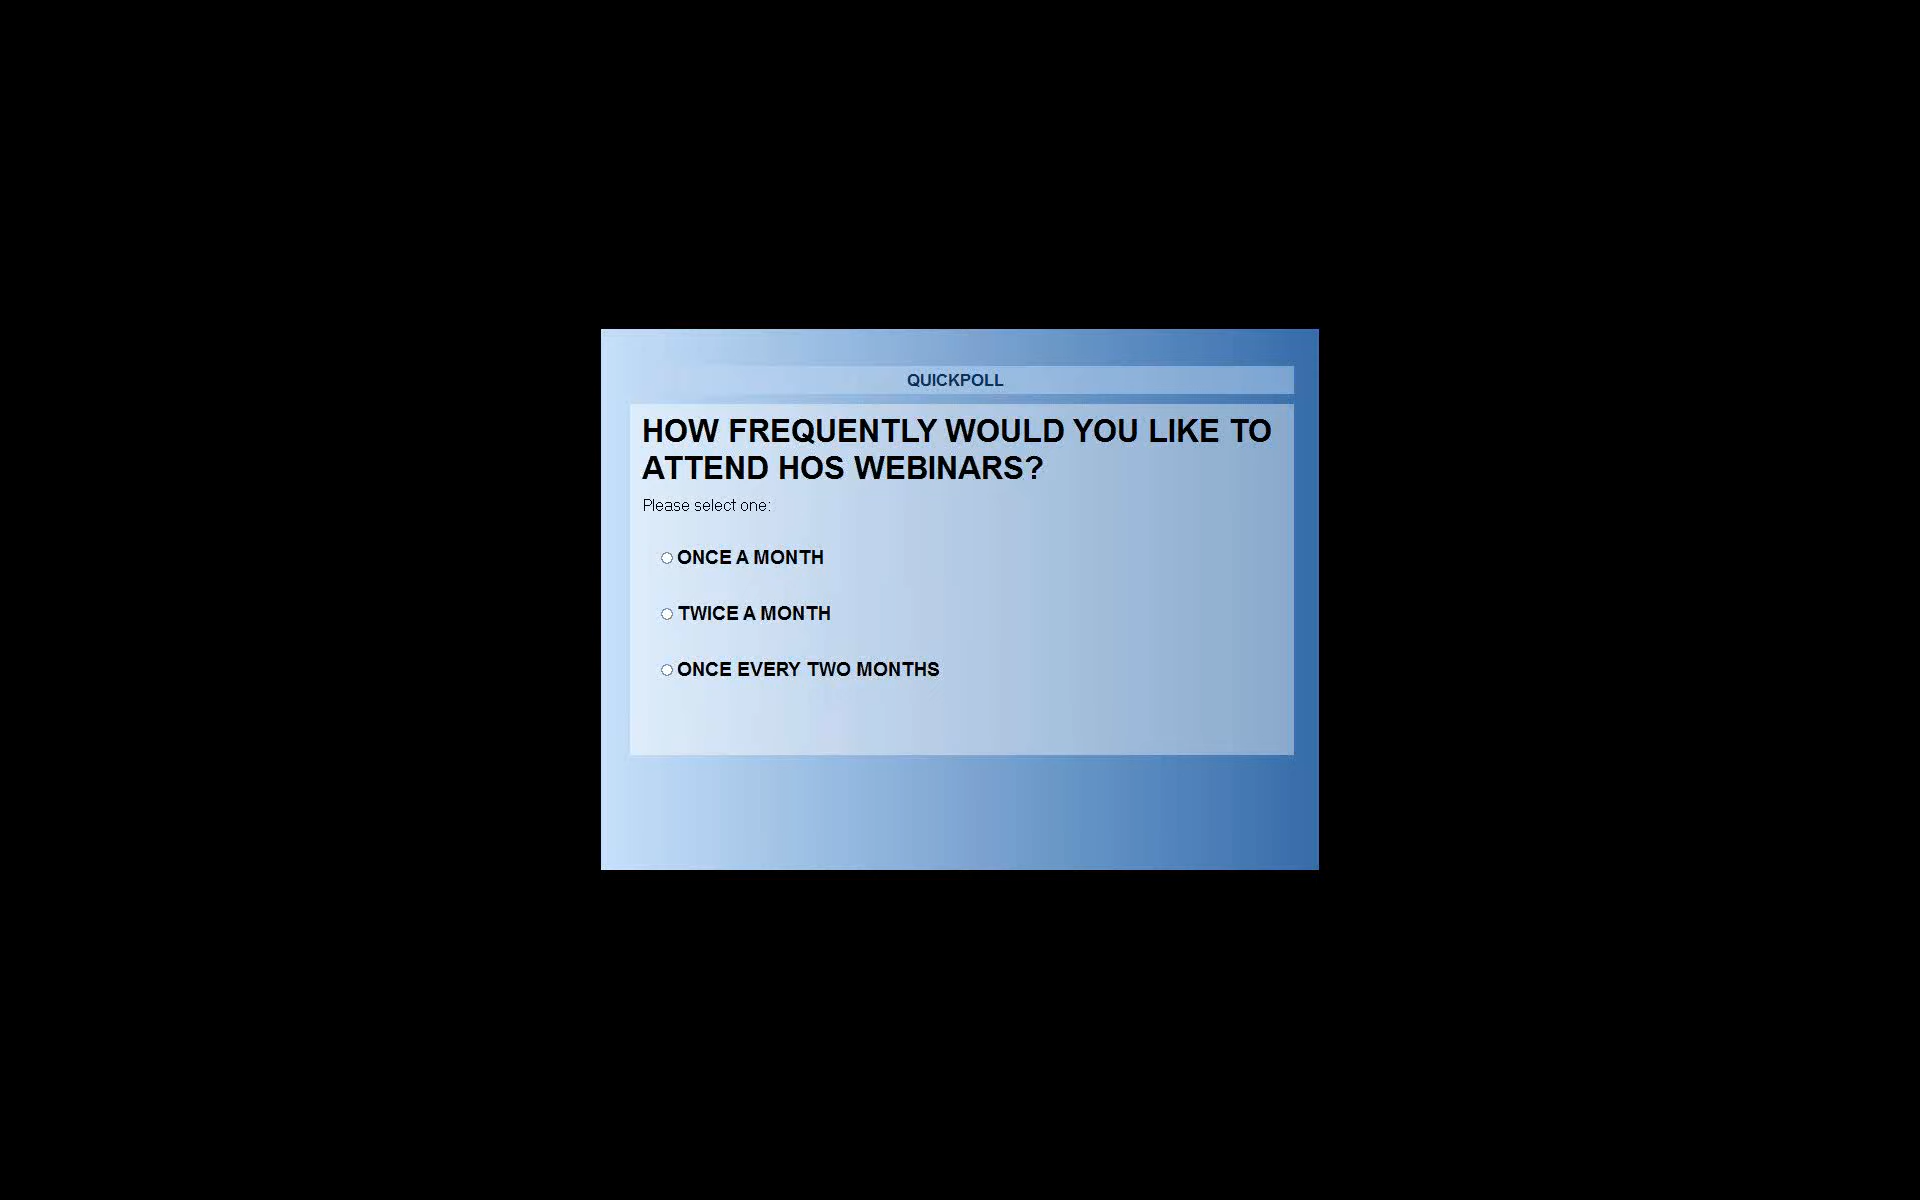 QUICKPOLL
HOW FREQUENTLY WOULD YOU LIKE TO
ATTEND HOS WEBINARS?
Please select one:
ONCE A MONTH
TWICE A MONTH
ONCE EVERY TWO MONTHS